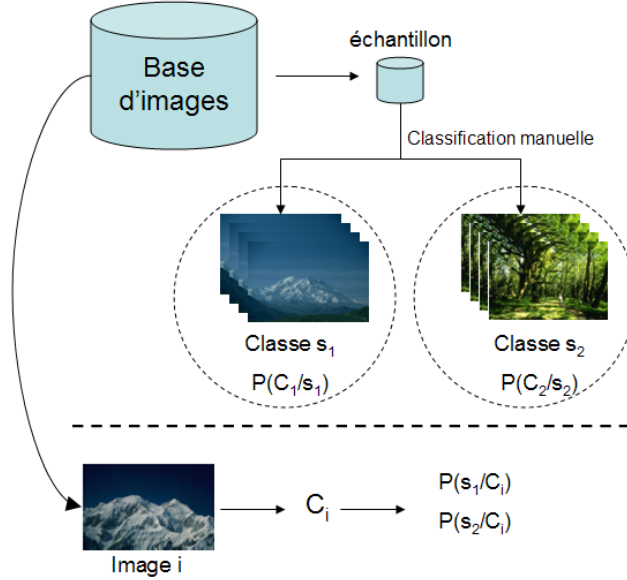 Base
d'images
échantillon
Classification manuelle
Classe s₁
P(C₁/s₁)
Classe s₂
P(C₂/s₂)
Image i
Cᵢ
P(s₁/Cᵢ)
P(s₂/Cᵢ)